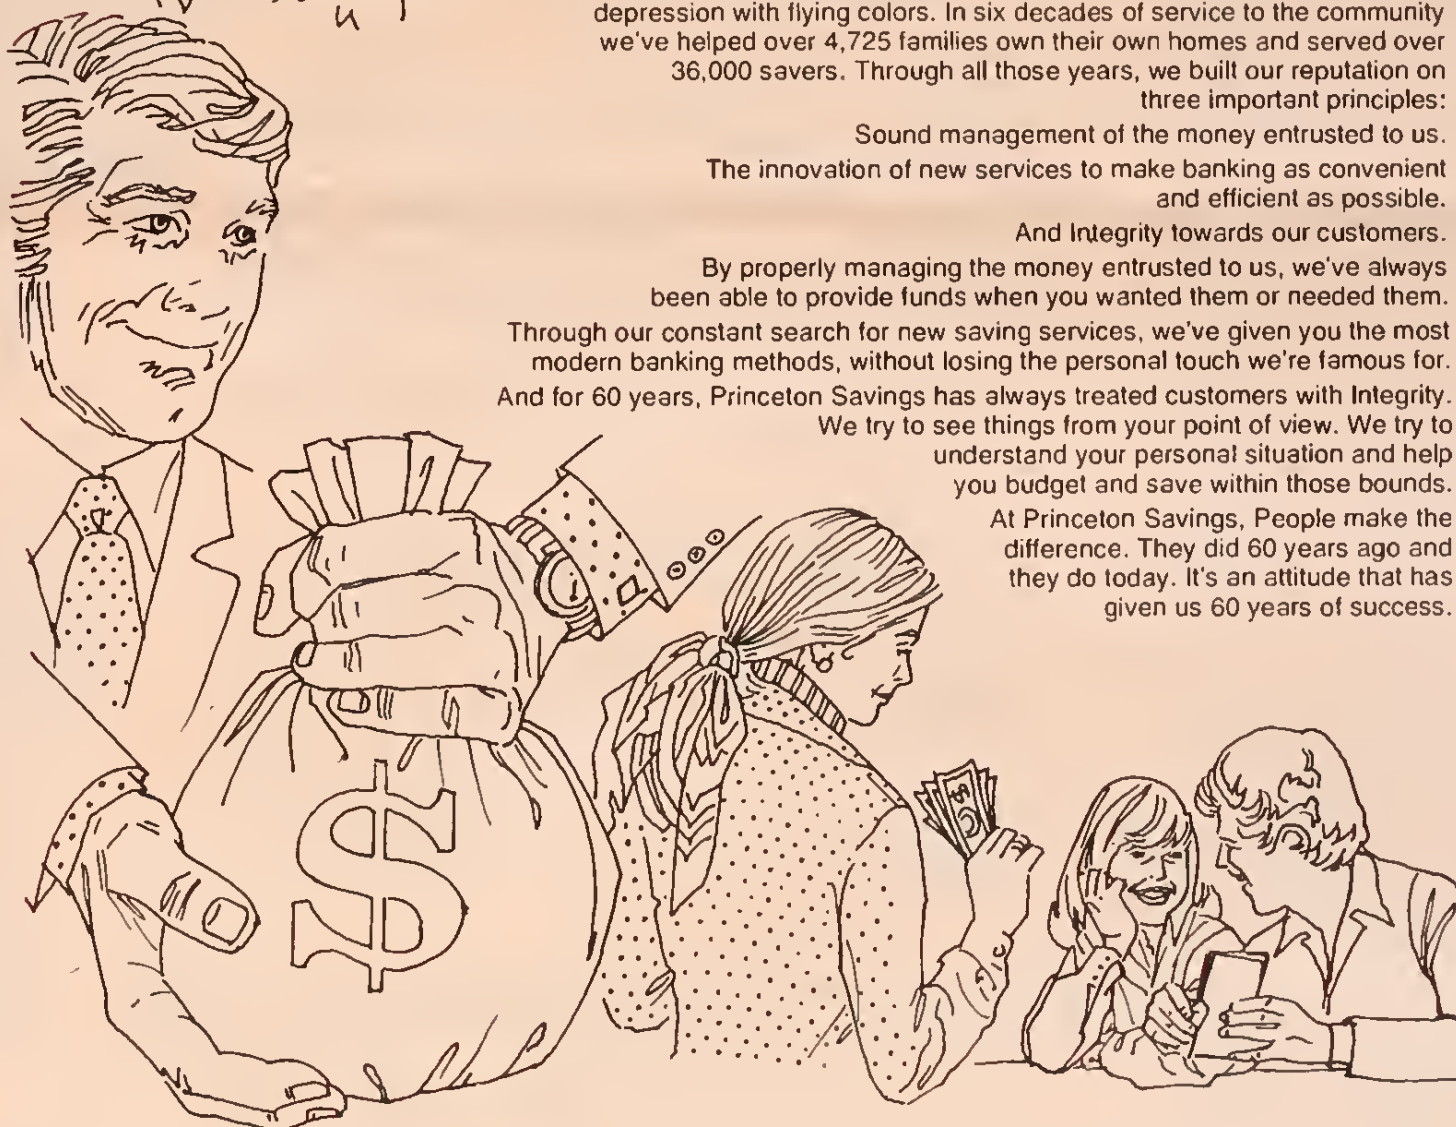 depression with flying colors. In six decades of service to the community
we've helped over 4,725 families own their own homes and served over
36,000 savers. Through all those years, we built our reputation on
three important principles:
Sound management of the money entrusted to us.
The innovation of new services to make banking as convenient
and efficient as possible.
And Integrity towards our customers.
By properly managing the money entrusted to us, we've always
been able to provide funds when you wanted them or needed them.
Through our constant search for new saving services, we've given you the most
modern banking methods, without losing the personal touch we're famous for.
And for 60 years, Princeton Savings has always treated customers with Integrity.
We try to see things from your point of view. We try to
understand your personal situation and help
you budget and save within those bounds.
At Princeton Savings, People make the
difference. They did 60 years ago and
they do today. It's an attitude that has
given us 60 years of success.
$
$